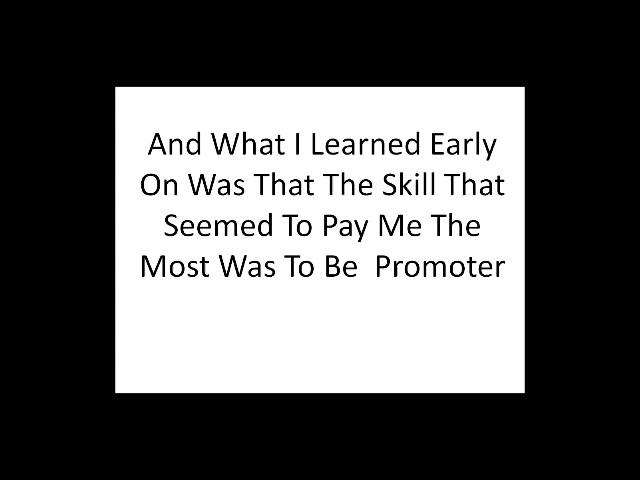 And What I Learned Early
On Was That The Skill That
Seemed To Pay Me The
Most Was To Be  Promoter